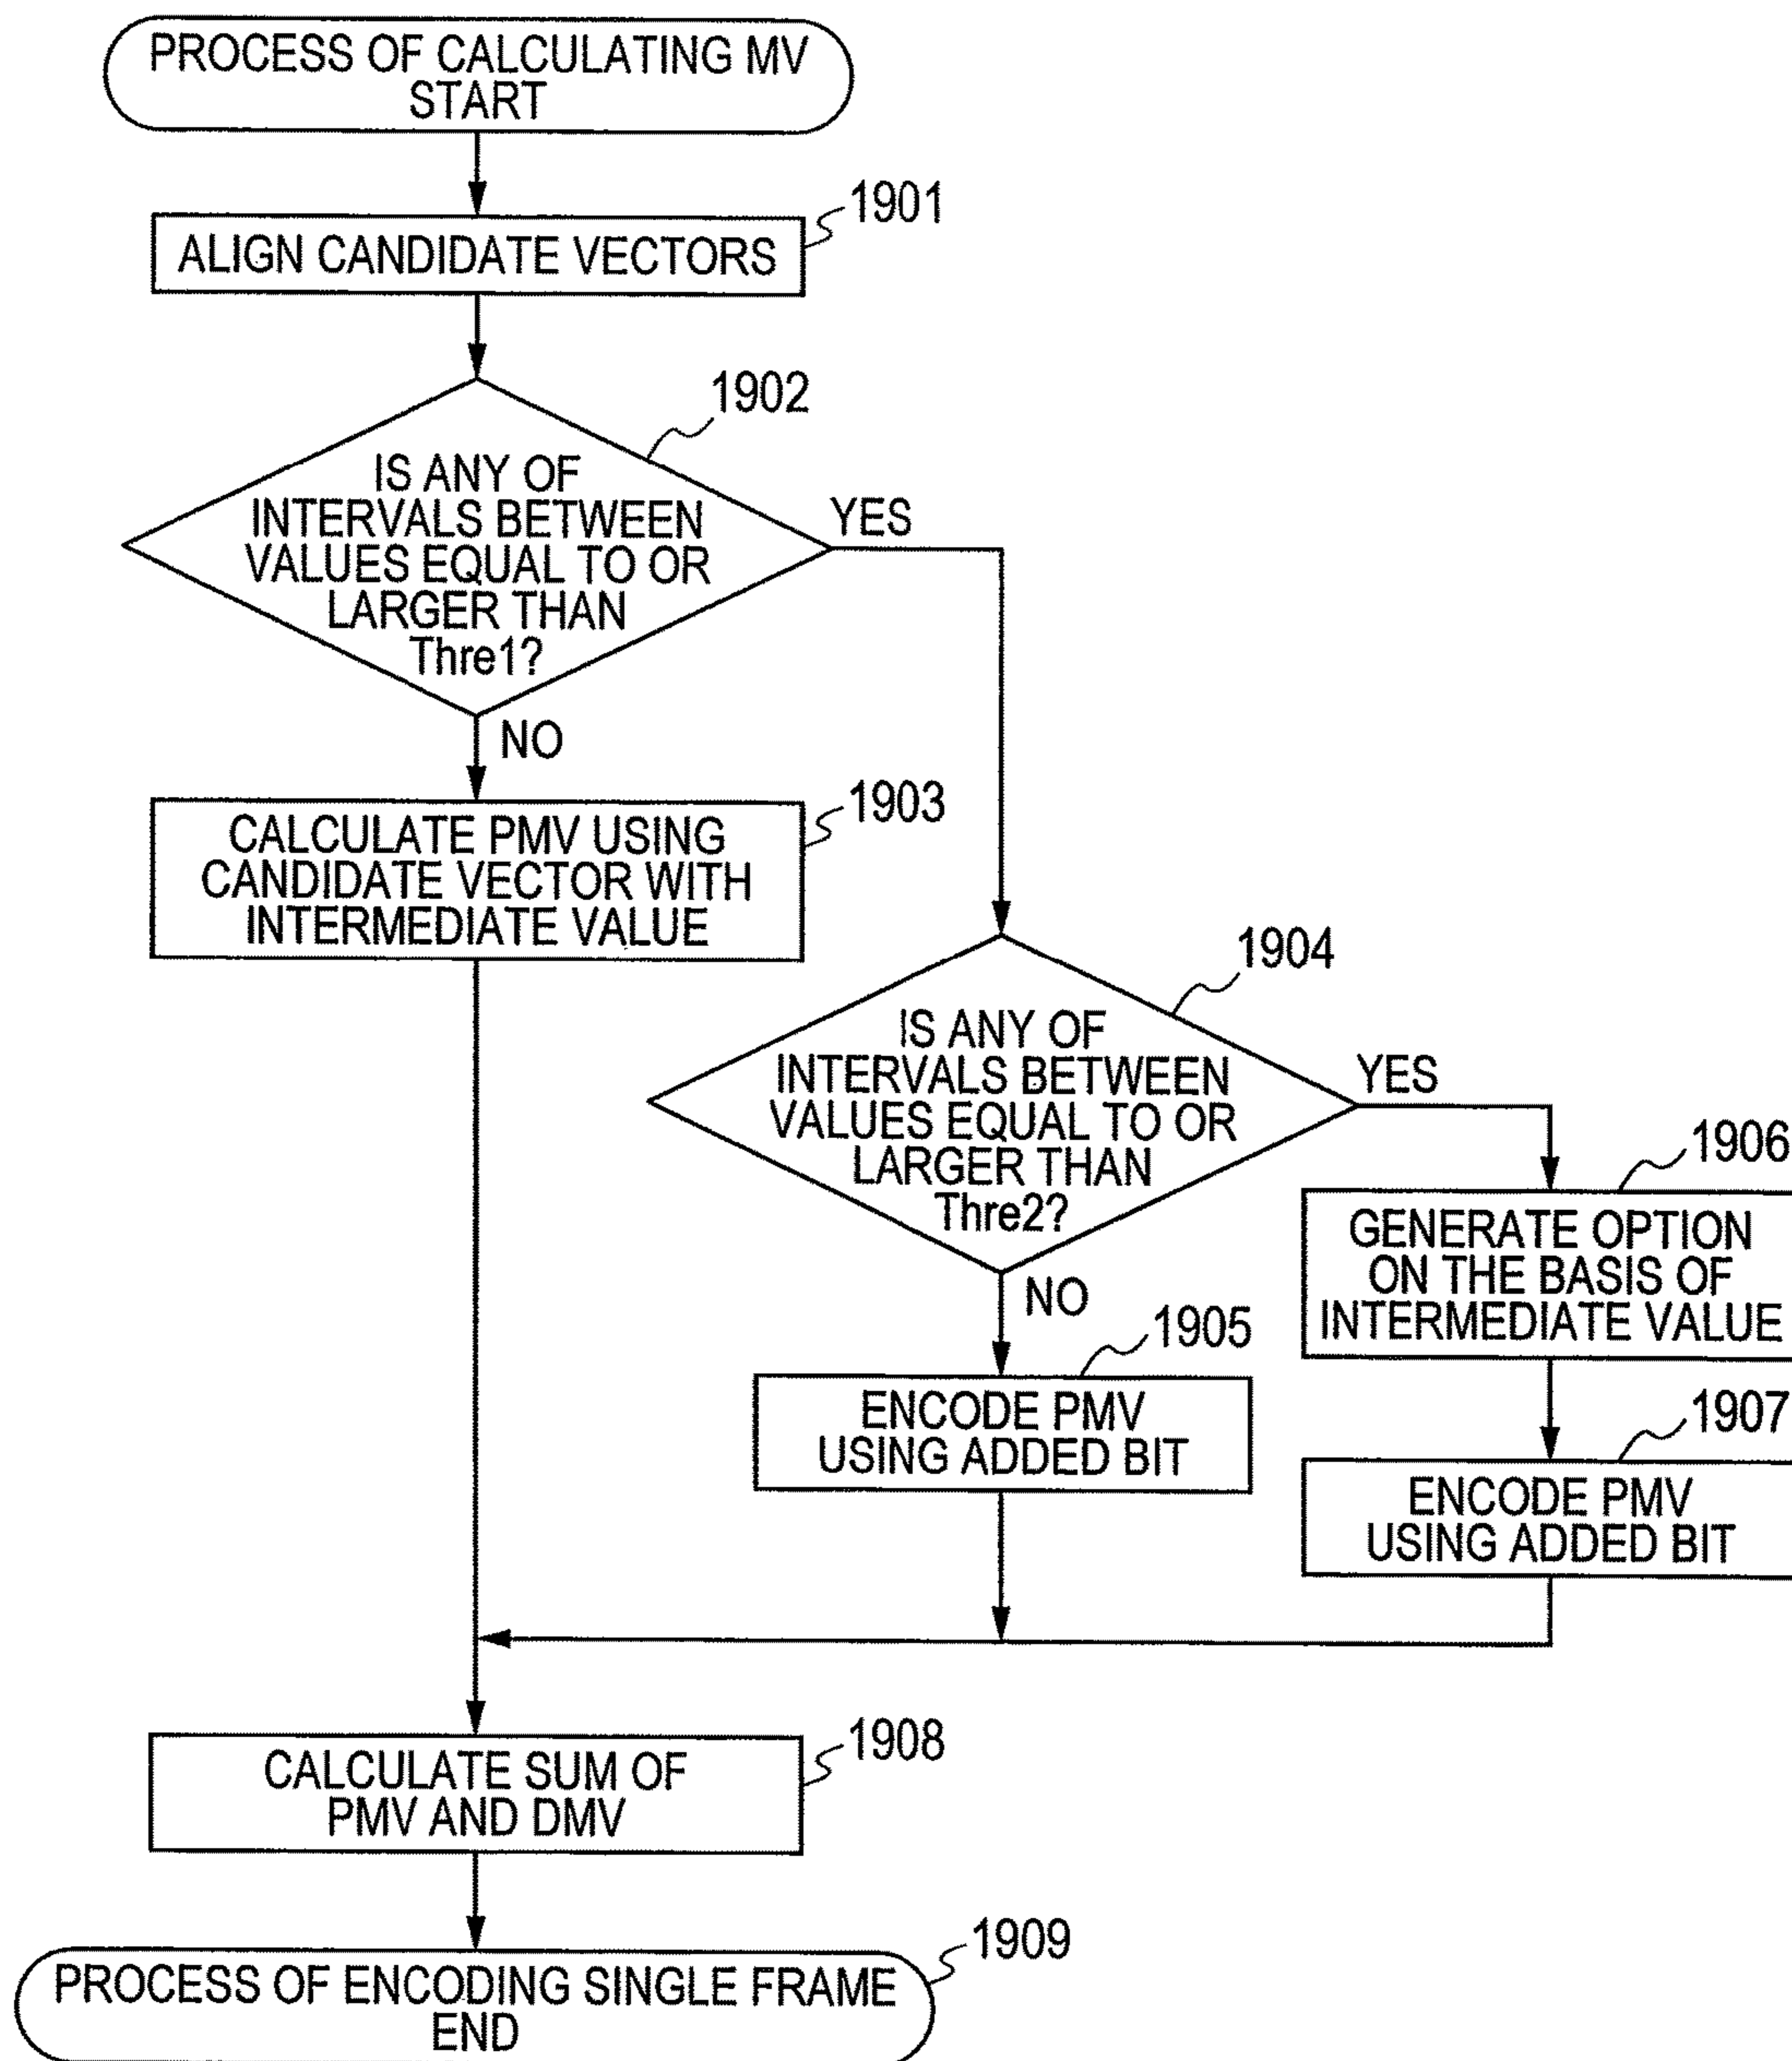 PROCESS OF CALCULATING MV
START
1901
ALIGN CANDIDATE VECTORS
1902
IS ANY OF
INTERVALS BETWEEN
VALUES EQUAL TO OR
LARGER THAN
Thre1?
YES
NO
1903
CALCULATE PMV USING
CANDIDATE VECTOR WITH
INTERMEDIATE VALUE
1904
IS ANY OF
INTERVALS BETWEEN
VALUES EQUAL TO OR
LARGER THAN
Thre2?
YES
NO
1906
GENERATE OPTION
ON THE BASIS OF
INTERMEDIATE VALUE
1905
ENCODE PMV
USING ADDED BIT
1907
ENCODE PMV
USING ADDED BIT
1908
CALCULATE SUM OF
PMV AND DMV
1909
PROCESS OF ENCODING SINGLE FRAME
END